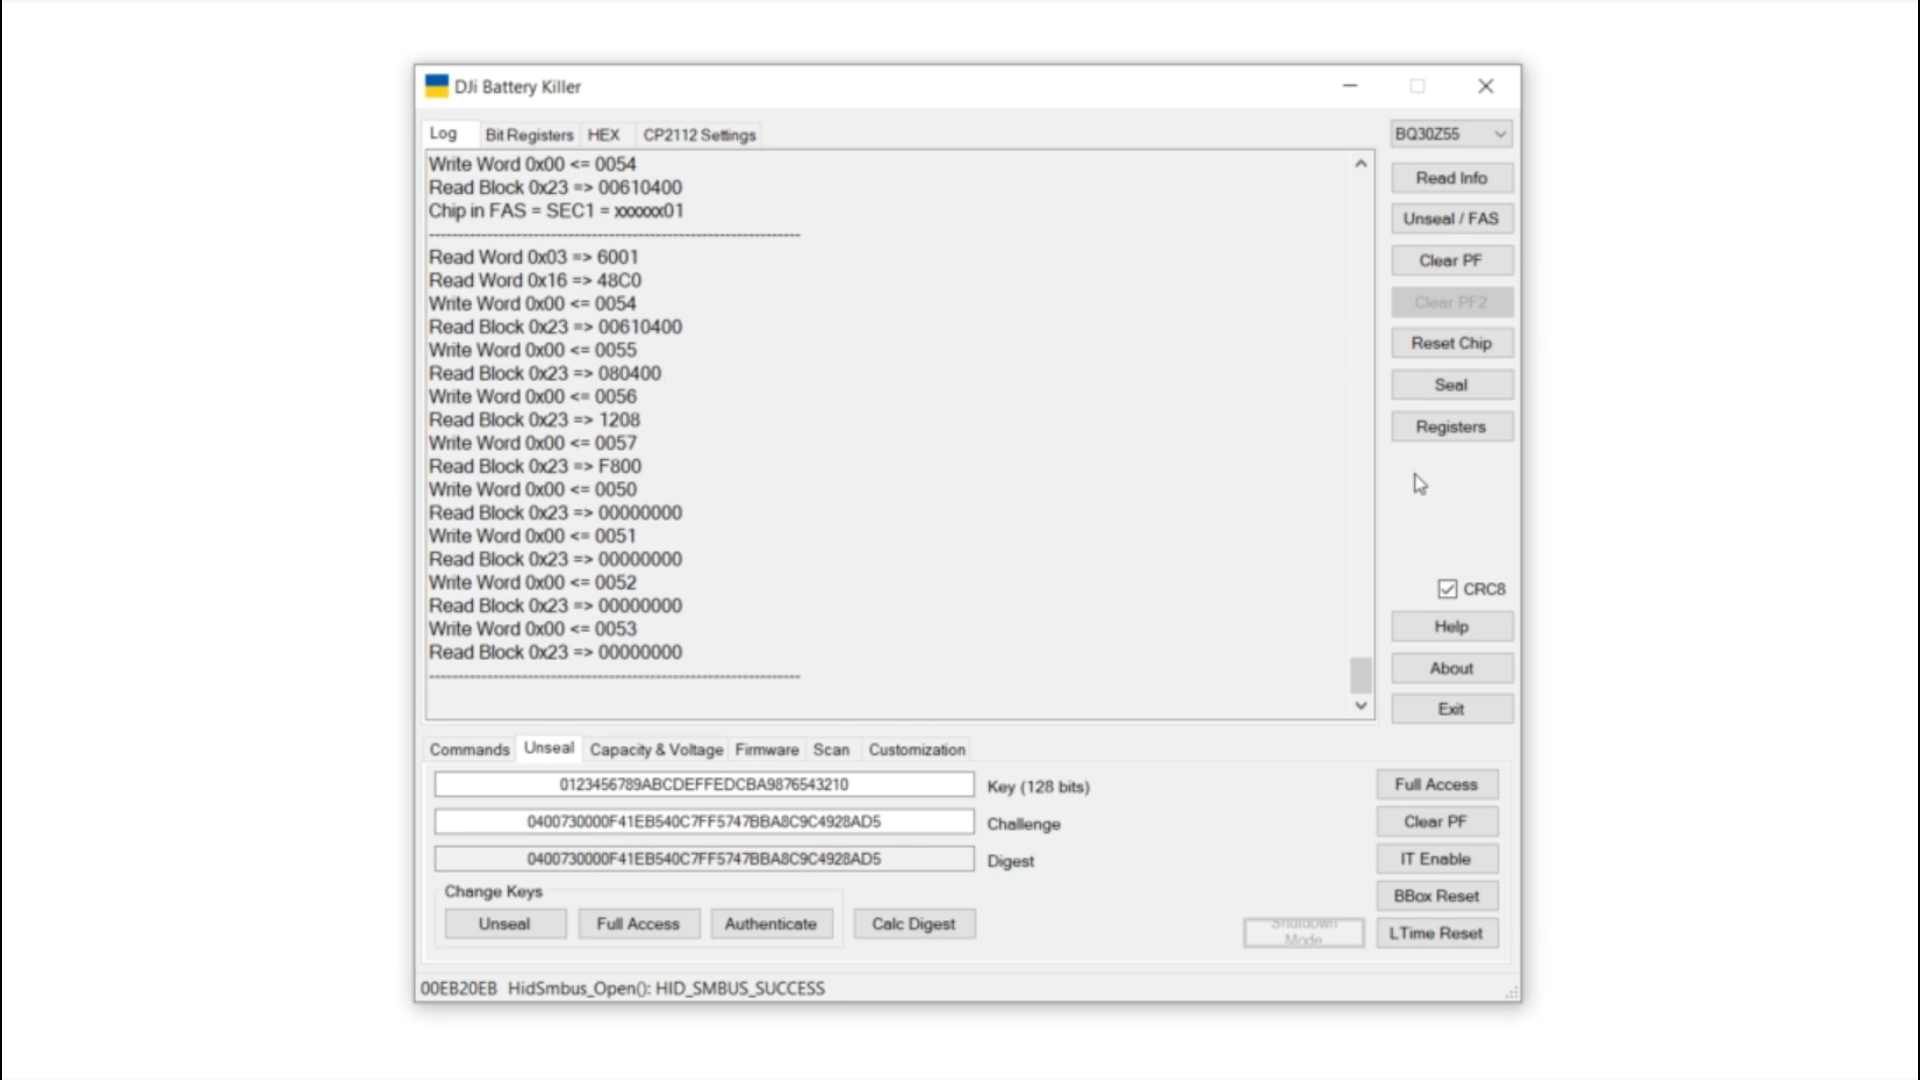 DJi Battery Killer
Log Bit Registers HEX CP2112 Settings
BQ30Z55
Write Word 0x00 <= 0054
Read Block 0x23 => 00610400
Chip in FAS = SEC1 = xxxxxx01
------------------------------------------------------------------
Read Word 0x03 => 6001
Read Word 0x16 => 48C0
Write Word 0x00 <= 0054
Read Block 0x23 => 00610400
Write Word 0x00 <= 0055
Read Block 0x23 => 080400
Write Word 0x00 <= 0056
Read Block 0x23 => 1208
Write Word 0x00 <= 0057
Read Block 0x23 => F800
Write Word 0x00 <= 0050
Read Block 0x23 => 00000000
Write Word 0x00 <= 0051
Read Block 0x23 => 00000000
Write Word 0x00 <= 0052
Read Block 0x23 => 00000000
Write Word 0x00 <= 0053
Read Block 0x23 => 00000000
------------------------------------------------------------------
Read Info
Unseal / FAS
Clear PF
Clear PF2
Reset Chip
Seal
Registers
CRC8
Help
About
Exit
Commands Unseal Capacity & Voltage Firmware Scan Customization
0123456789ABCDEFFEDCBA9876543210 Key (128 bits)
0400730000F41EB540C7FF5747BBA8C9C4928AD5 Challenge
0400730000F41EB540C7FF5747BBA8C9C4928AD5 Digest
Change Keys
Unseal Full Access Authenticate Calc Digest
Shutdown
Mode
Full Access
Clear PF
IT Enable
BBox Reset
LTime Reset
00EB20EB HidSmbus_Open(): HID_SMBUS_SUCCESS